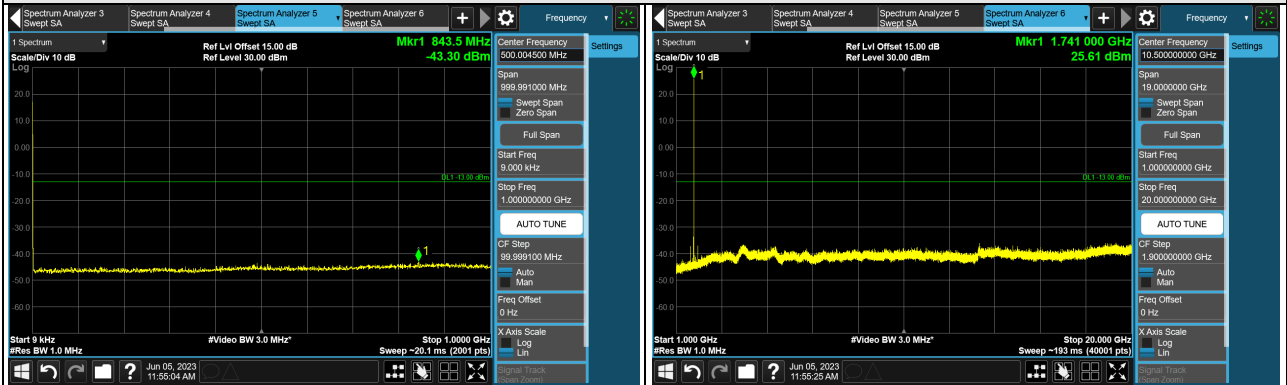 Spectrum Analyzer 3
Swept SA
Spectrum Analyzer 4
Swept SA
Spectrum Analyzer 5
Swept SA
Spectrum Analyzer 6
Swept SA
+
Frequency
1 Spectrum
Scale/Div 10 dB
Log
Ref Lvl Offset 15.00 dB
Ref Level 30.00 dBm
Mkr1 843.5 MHz
-43.30 dBm
20.0
10.0
0.00
-10.0
-20.0
-30.0
-40.0
-50.0
-60.0
DL1 -13.00 dBm
1
Start 9 kHz
#Res BW 1.0 MHz
#Video BW 3.0 MHz*
Stop 1.0000 GHz
Sweep ~20.1 ms (2001 pts)
Center Frequency
500.004500 MHz
Span
999.991000 MHz
Swept Span
Zero Span
Full Span
Start Freq
9.000 kHz
Stop Freq
1.000000000 GHz
AUTO TUNE
CF Step
99.999100 MHz
Auto
Man
Freq Offset
0 Hz
X Axis Scale
Log
Lin
Signal Track
(Span Zoom)
Settings
?
Jun 05, 2023
11:55:04 AM
Spectrum Analyzer 3
Swept SA
Spectrum Analyzer 4
Swept SA
Spectrum Analyzer 5
Swept SA
Spectrum Analyzer 6
Swept SA
+
Frequency
1 Spectrum
Scale/Div 10 dB
Log
Ref Lvl Offset 15.00 dB
Ref Level 30.00 dBm
Mkr1 1.741 000 GHz
25.61 dBm
1
20.0
10.0
0.00
-10.0
-20.0
-30.0
-40.0
-50.0
-60.0
DL1 -13.00 dBm
Start 1.000 GHz
#Res BW 1.0 MHz
#Video BW 3.0 MHz*
Stop 20.000 GHz
Sweep ~193 ms (40001 pts)
Center Frequency
10.500000000 GHz
Span
19.0000000 GHz
Swept Span
Zero Span
Full Span
Start Freq
1.000000000 GHz
Stop Freq
20.000000000 GHz
AUTO TUNE
CF Step
1.900000000 GHz
Auto
Man
Freq Offset
0 Hz
X Axis Scale
Log
Lin
Signal Track
(Span Zoom)
Settings
?
Jun 05, 2023
11:55:25 AM